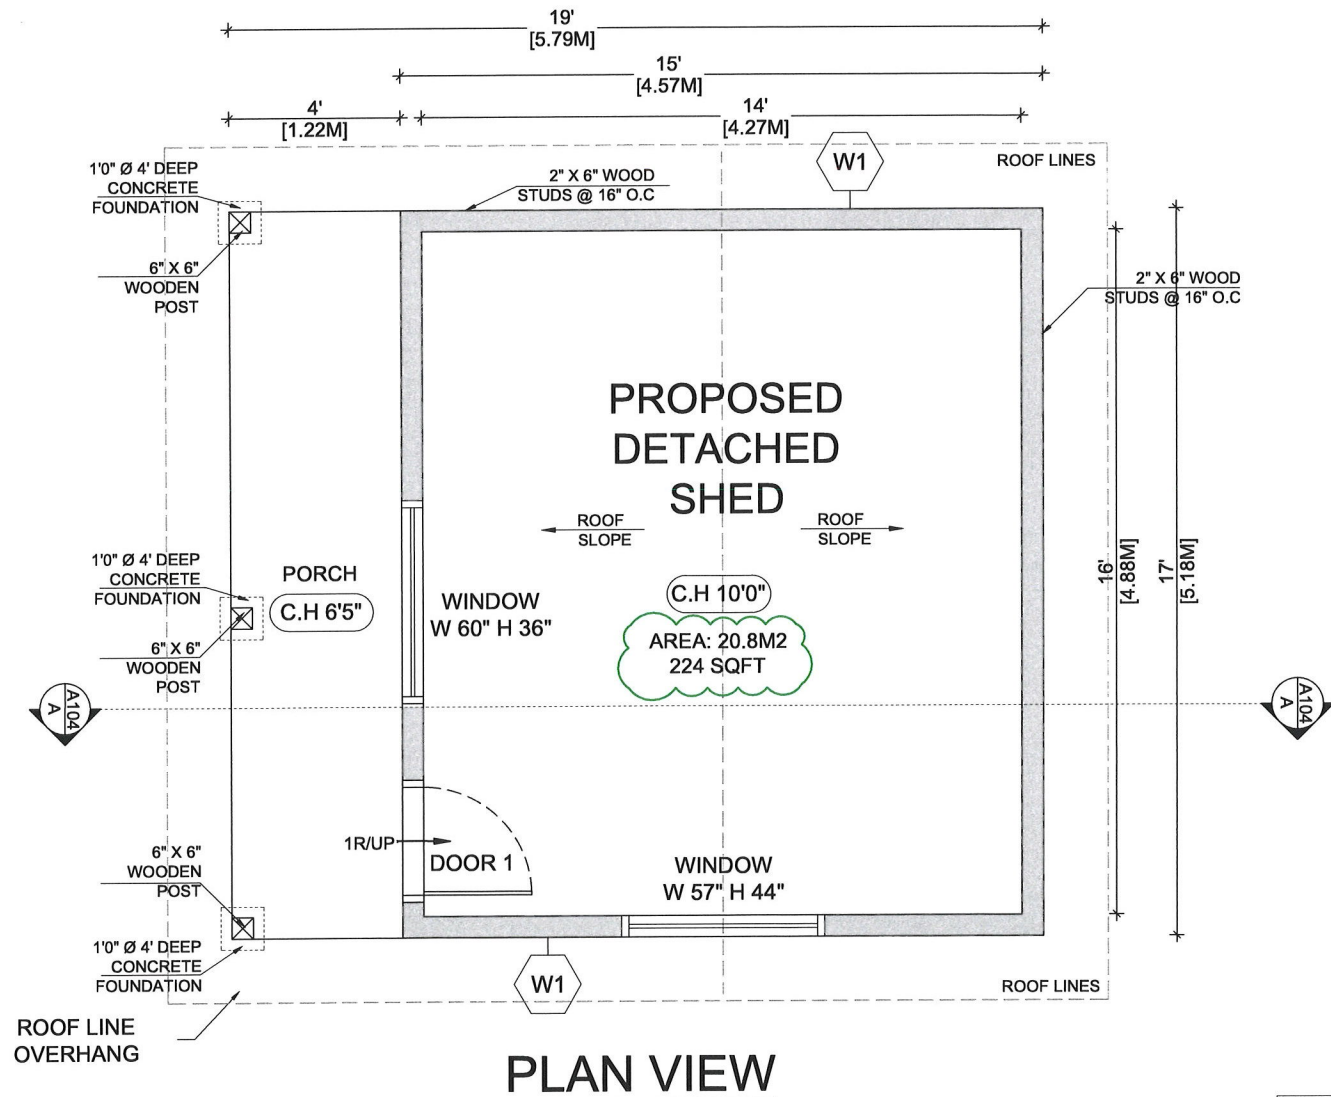 19'
[5.79M]
15'
[4.57M]
4'
[1.22M]
14'
[4.27M]
W1
ROOF LINES
1'0" Ø 4' DEEP
CONCRETE
FOUNDATION
2" X 6" WOOD
STUDS @ 16" O.C
6" X 6"
WOODEN
POST
2" X 6" WOOD
STUDS @ 16" O.C
PROPOSED
DETACHED
SHED
ROOF
SLOPE
ROOF
SLOPE
1'0" Ø 4' DEEP
CONCRETE
FOUNDATION
PORCH
C.H 6'5"
WINDOW
W 60" H 36"
C.H 10'0"
AREA: 20.8M2
224 SQFT
16'
[4.88M]
17'
[5.18M]
6" X 6"
WOODEN
POST
A104
A
A104
A
1R/UP
DOOR 1
WINDOW
W 57" H 44"
6" X 6"
WOODEN
POST
1'0" Ø 4' DEEP
CONCRETE
FOUNDATION
W1
ROOF LINES
ROOF LINE
OVERHANG
PLAN VIEW